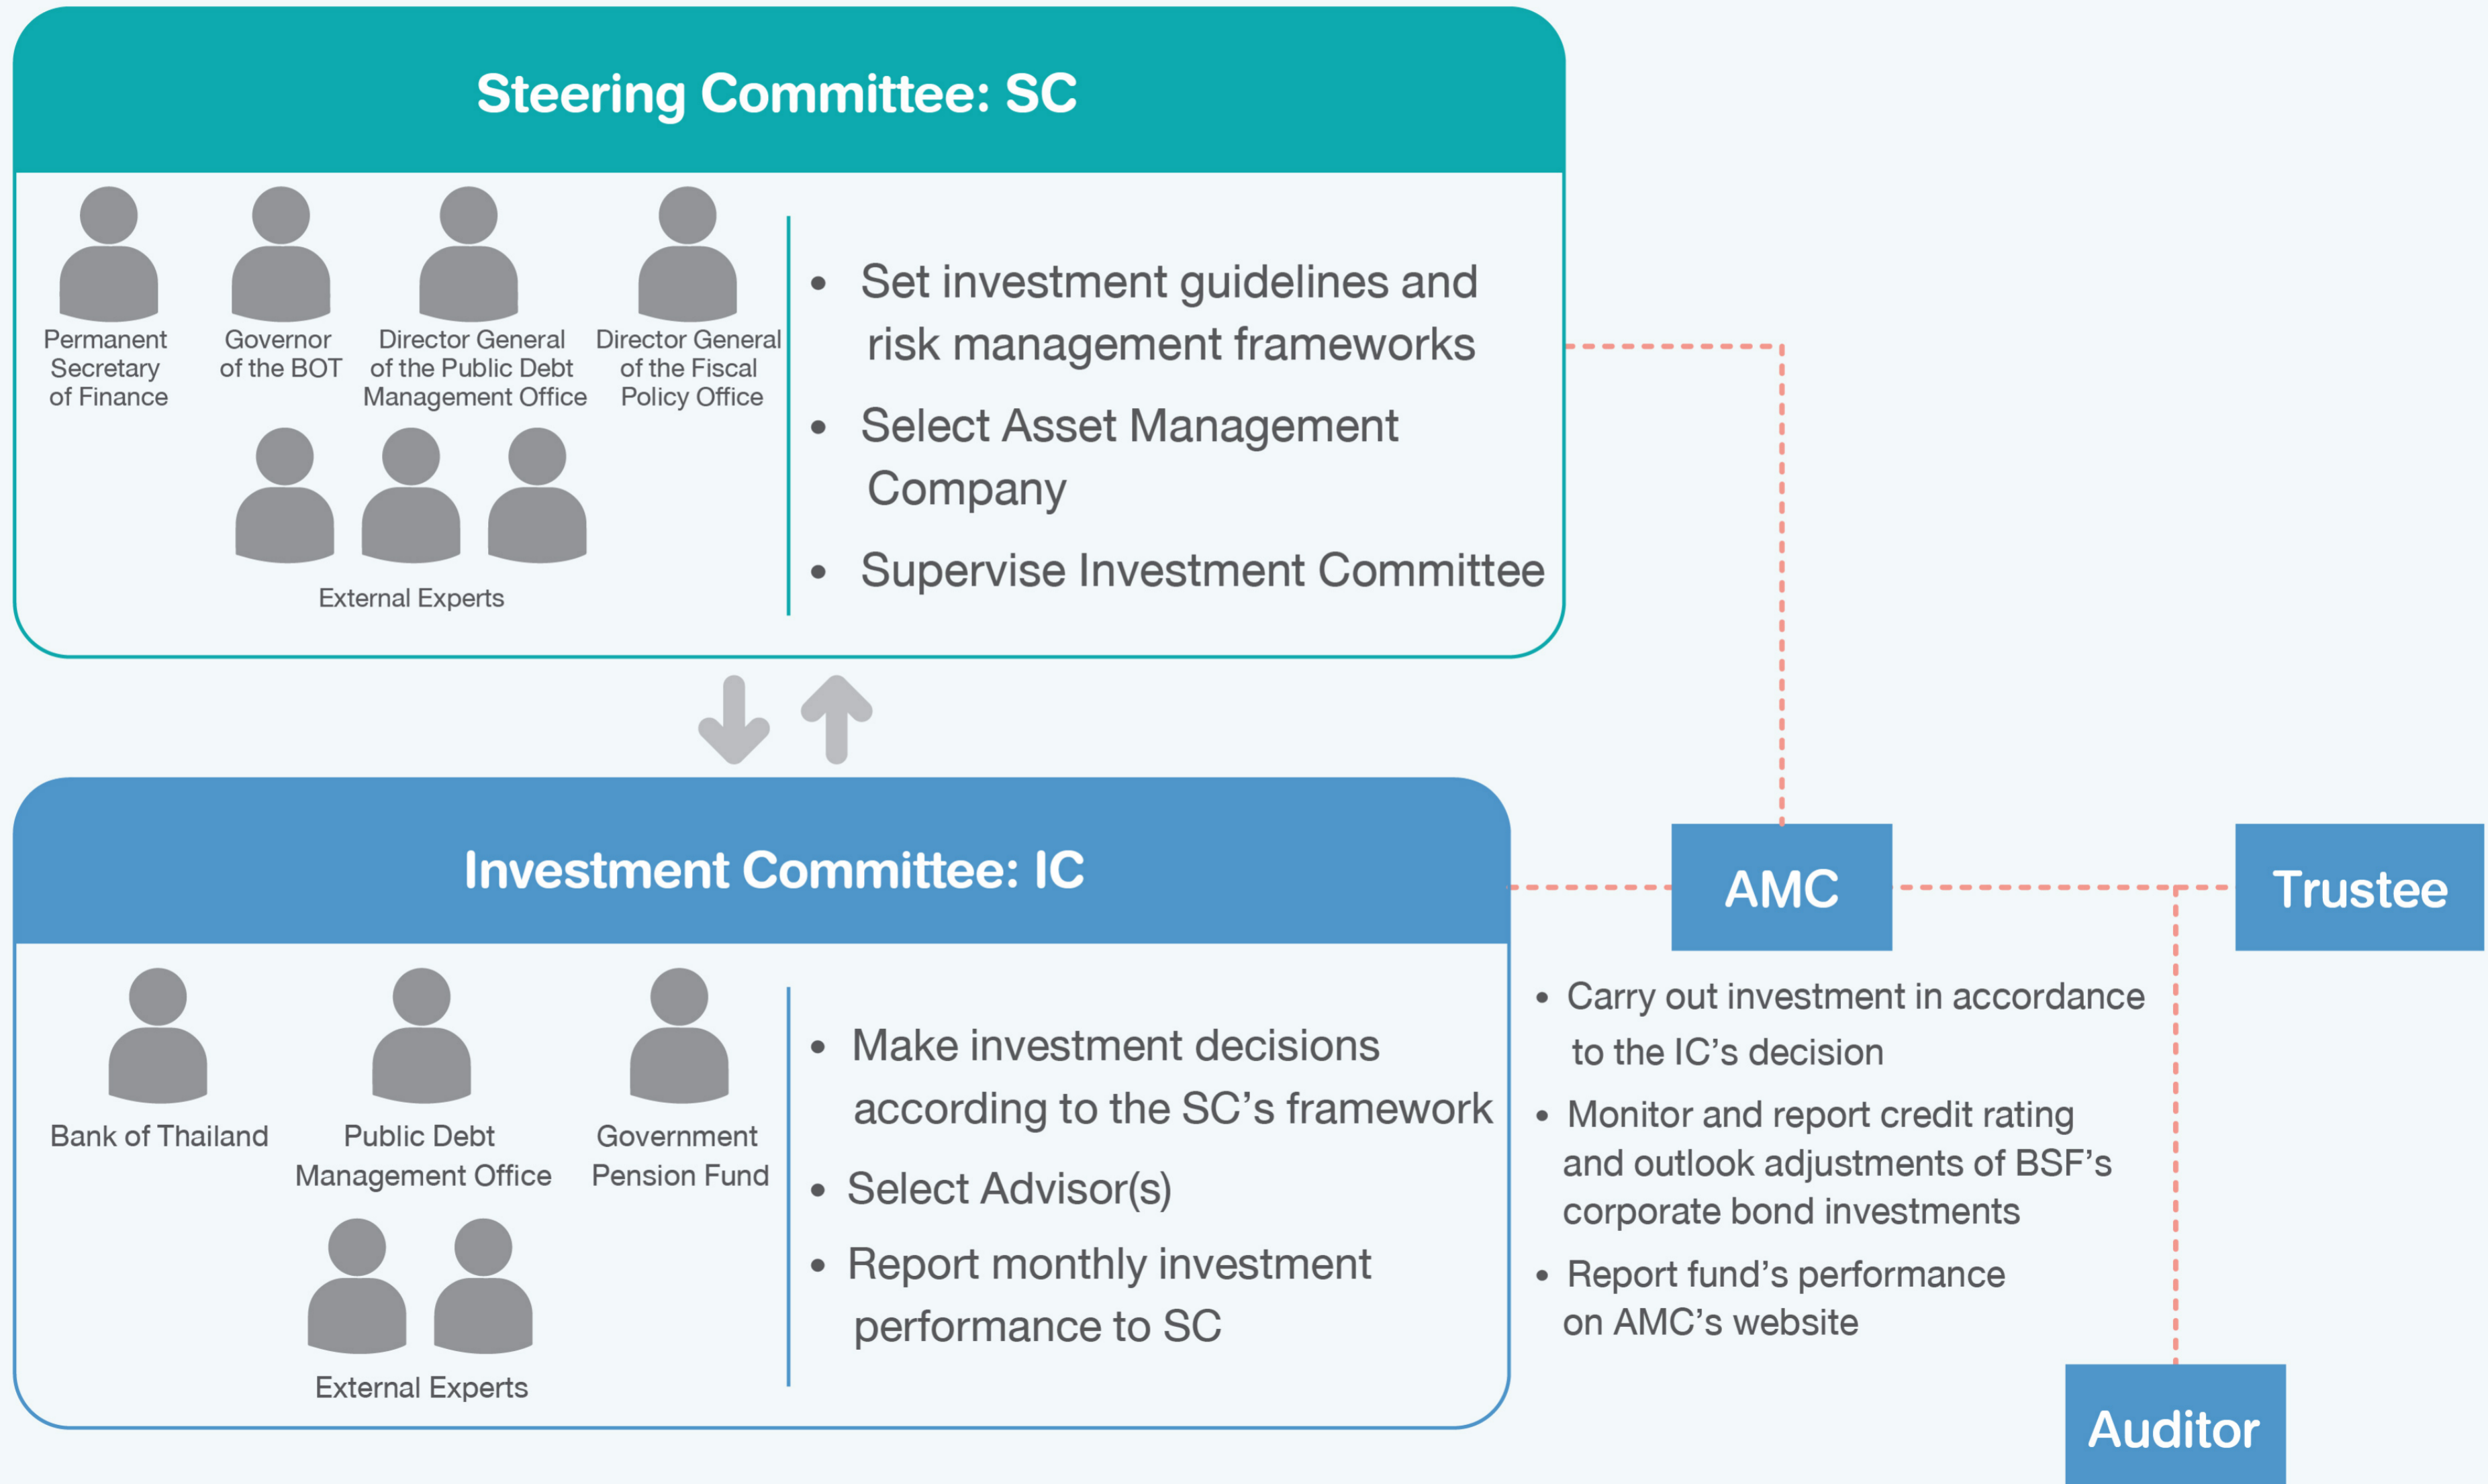 Steering Committee: SC
Permanent
Secretary
of Finance
Governor
of the BOT
Director General
of the Public Debt
Management Office
Director General
of the Fiscal
Policy Office
External Experts
• Set investment guidelines and
risk management frameworks
• Select Asset Management
Company
• Supervise Investment Committee
Investment Committee: IC
Bank of Thailand
Public Debt
Management Office
Government
Pension Fund
External Experts
• Make investment decisions
according to the SC’s framework
• Select Advisor(s)
• Report monthly investment
performance to SC
AMC
• Carry out investment in accordance
to the IC’s decision
• Monitor and report credit rating
and outlook adjustments of BSF’s
corporate bond investments
• Report fund’s performance
on AMC’s website
Trustee
Auditor